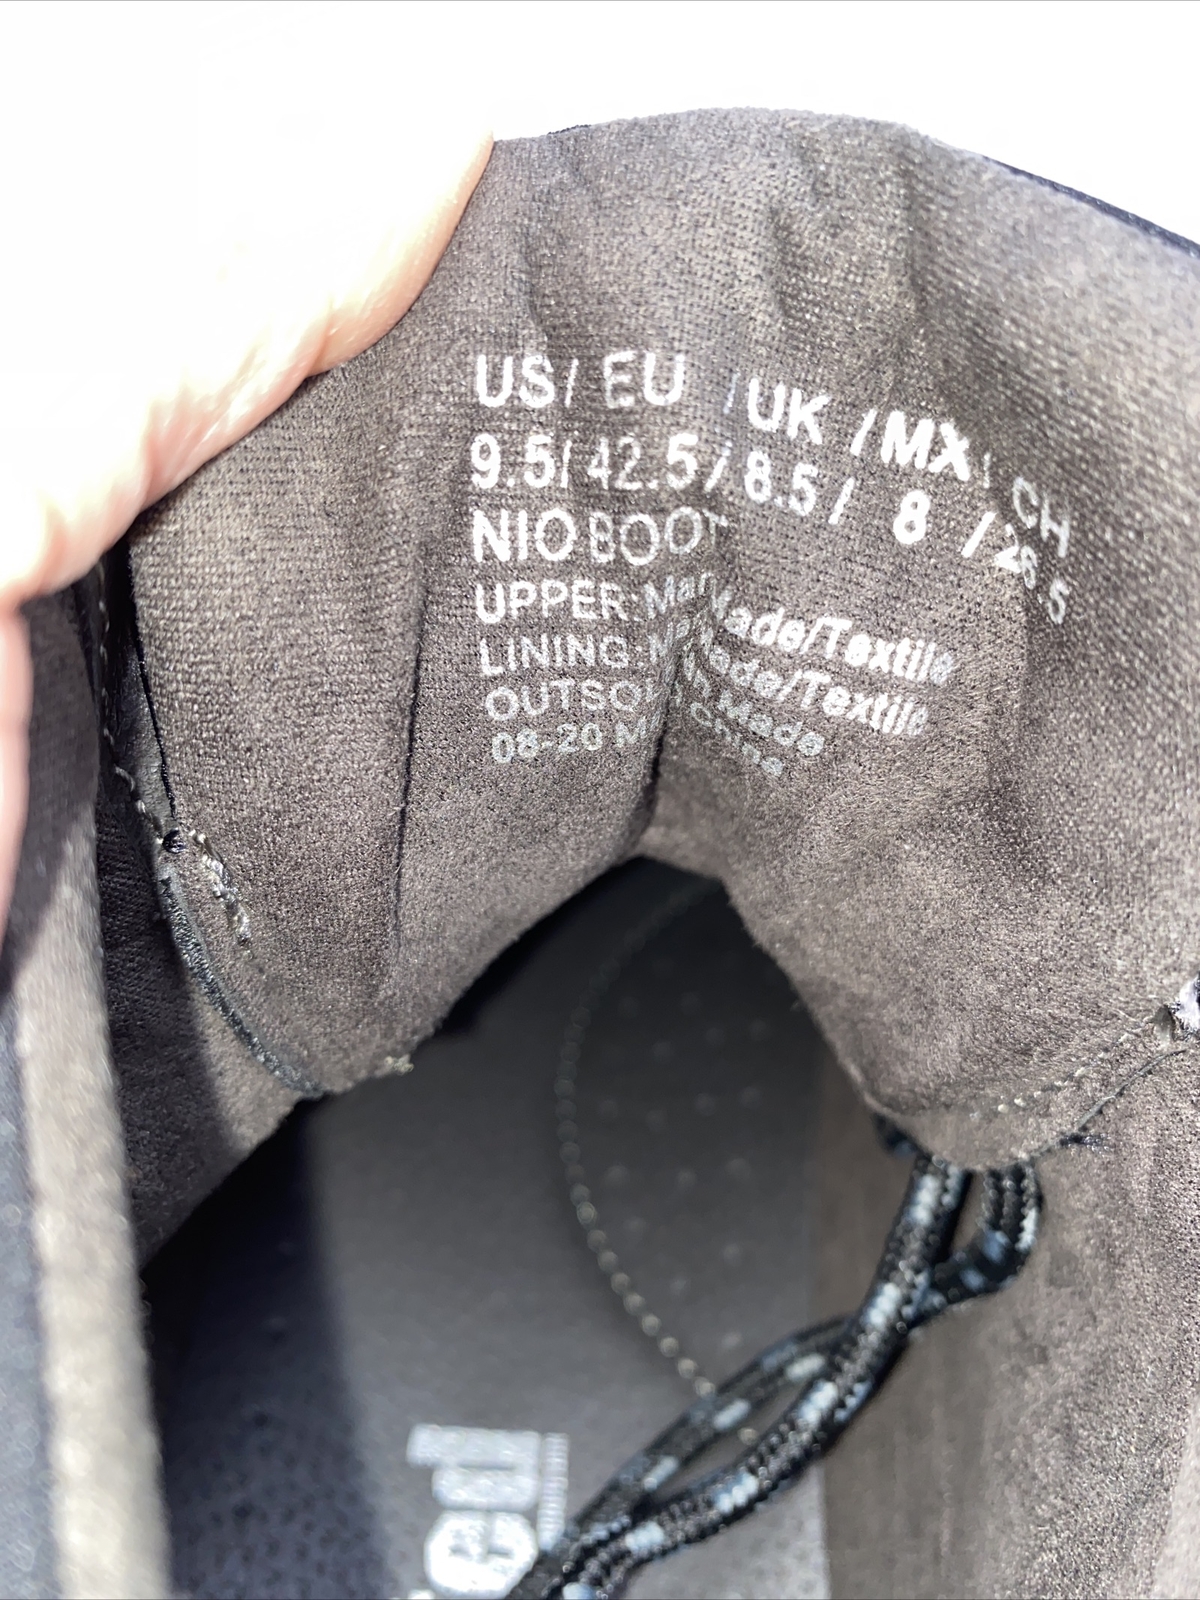 US/ EU /UK /MX/ CH
9.5/ 42.5 / 8.5 / 8 / 26.5
NIO BOOT
UPPER: Man Made/Textile
LINING: Man Made/Textile
OUTSOLE: Man Made
08-20 Made in China
ed